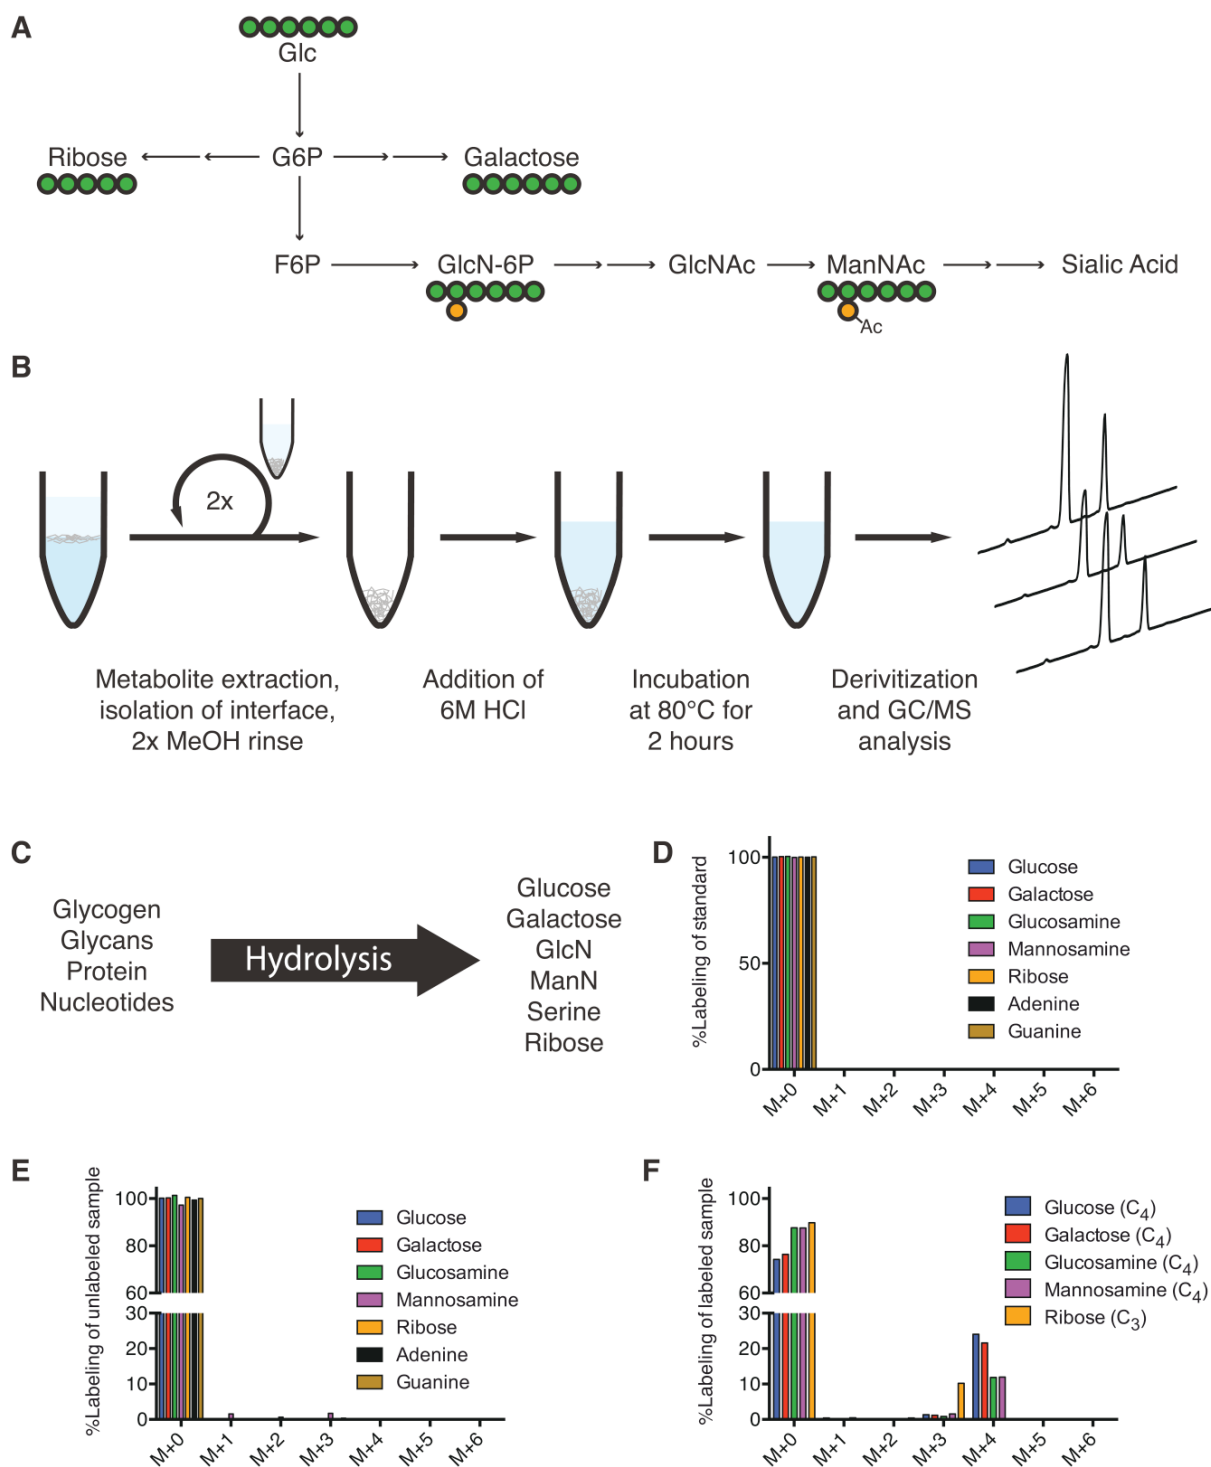 A
Glc
Ribose G6P Galactose
F6P GlcN-6P GlcNAc ManNAc Sialic Acid
Ac
B
2x
Metabolite extraction,
isolation of interface,
2x MeOH rinse
Addition of
6M HCl
Incubation
at 80°C for
2 hours
Derivitization
and GC/MS
analysis
C
Glycogen
Glycans
Protein
Nucleotides
Hydrolysis
Glucose
Galactose
GlcN
ManN
Serine
Ribose
D
%Labeling of standard
100
50
0
M+0 M+1 M+2 M+3 M+4 M+5 M+6
Glucose
Galactose
Glucosamine
Mannosamine
Ribose
Adenine
Guanine
E
%Labeling of unlabeled sample
100
80
60
30
20
10
0
M+0 M+1 M+2 M+3 M+4 M+5 M+6
Glucose
Galactose
Glucosamine
Mannosamine
Ribose
Adenine
Guanine
F
%Labeling of labeled sample
100
80
60
30
20
10
0
M+0 M+1 M+2 M+3 M+4 M+5 M+6
Glucose (C4)
Galactose (C4)
Glucosamine (C4)
Mannosamine (C4)
Ribose (C3)